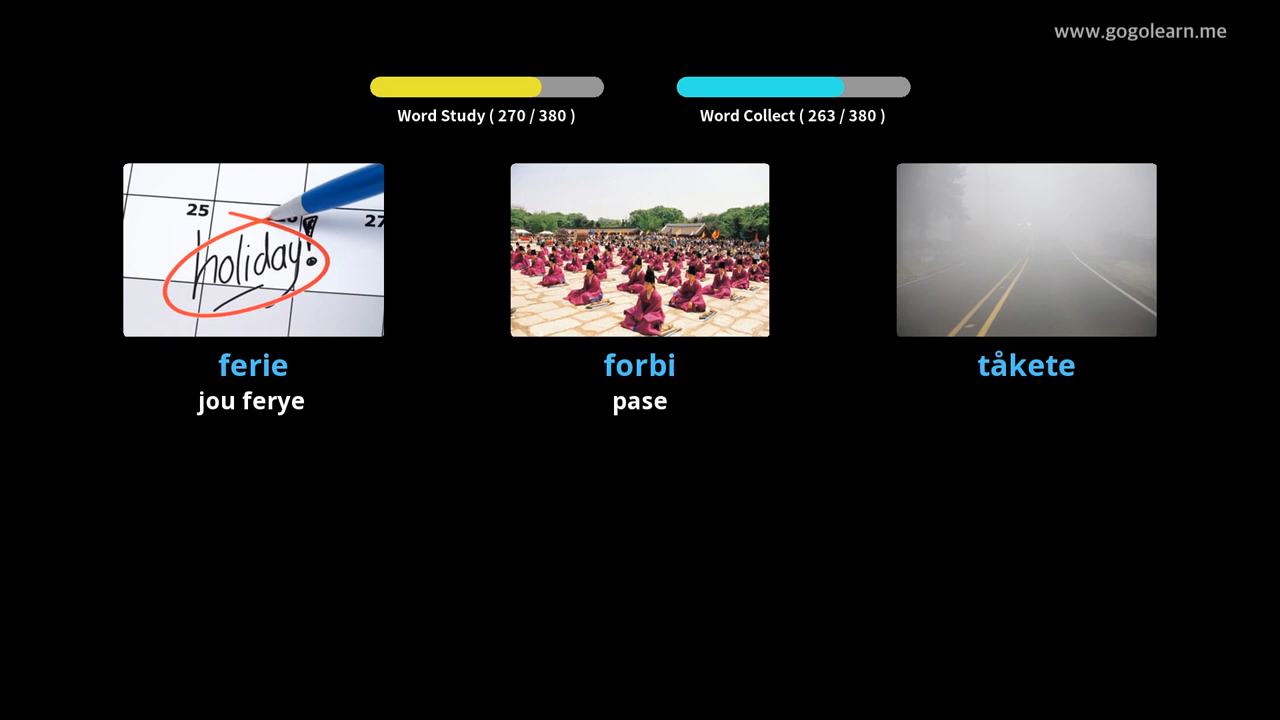 www.gogolearn.me
Word Study ( 270 / 380 )
Word Collect ( 263 / 380 )
25
27
holiday!
ferie
forbi
tåkete
jou ferye
pase